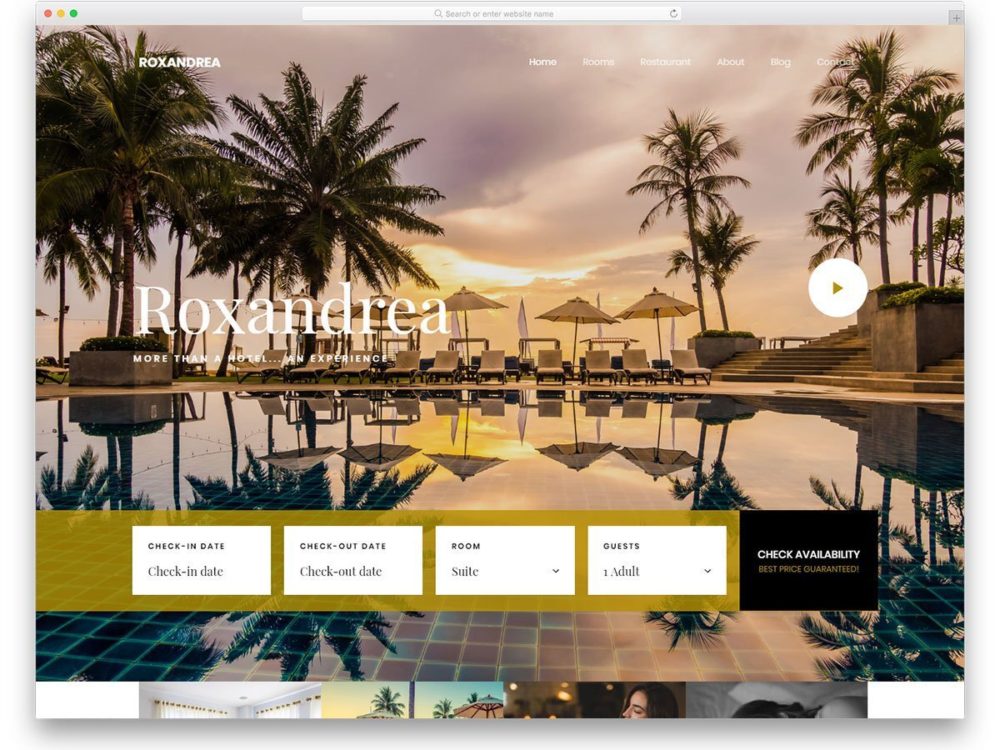 Search or enter website name
ROXANDREA
Home Rooms Restaurant About Blog Contact
Roxandrea
MORE THAN A HOTEL... AN EXPERIENCE
CHECK-IN DATE CHECK-OUT DATE ROOM GUESTS
Check-in date Check-out date Suite 1 Adult
CHECK AVAILABILITY
BEST PRICE GUARANTEED!